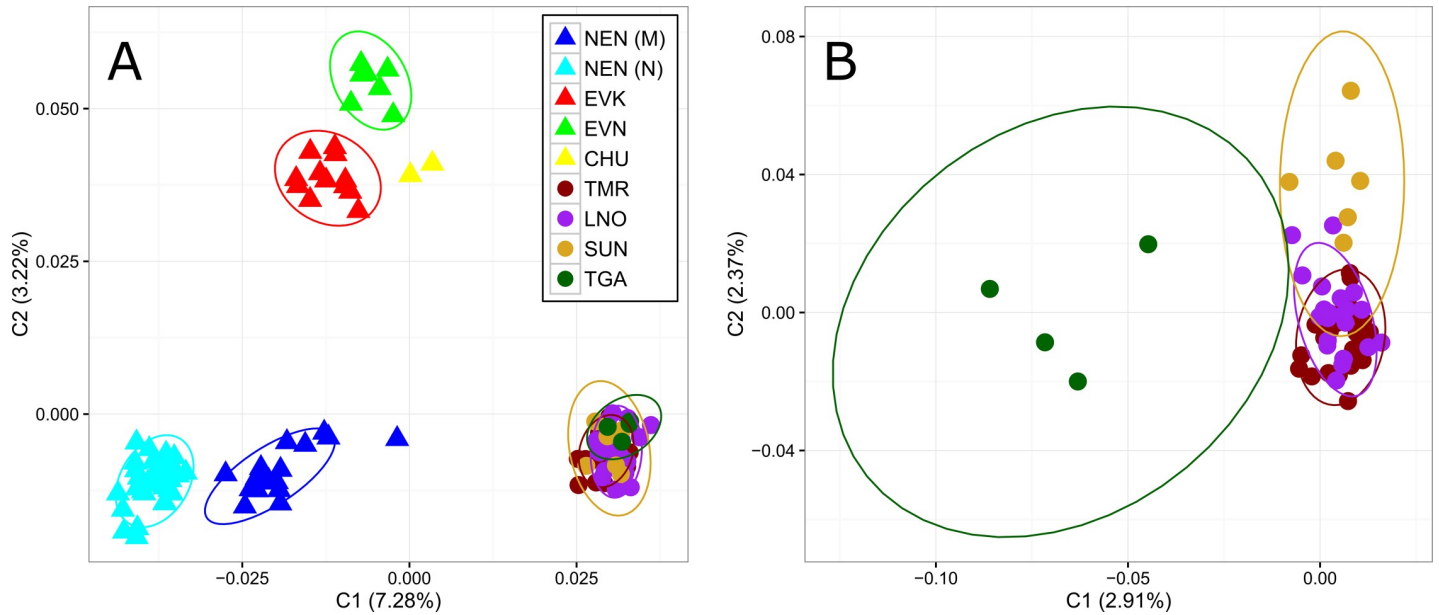 A
NEN (M)
NEN (N)
EVK
EVN
CHU
TMR
LNO
SUN
TGA
0.050
0.025
0.000
C2 (3.22%)
−0.025
0.000
0.025
C1 (7.28%)
B
0.08
0.04
0.00
−0.04
C2 (2.37%)
−0.10
−0.05
0.00
C1 (2.91%)